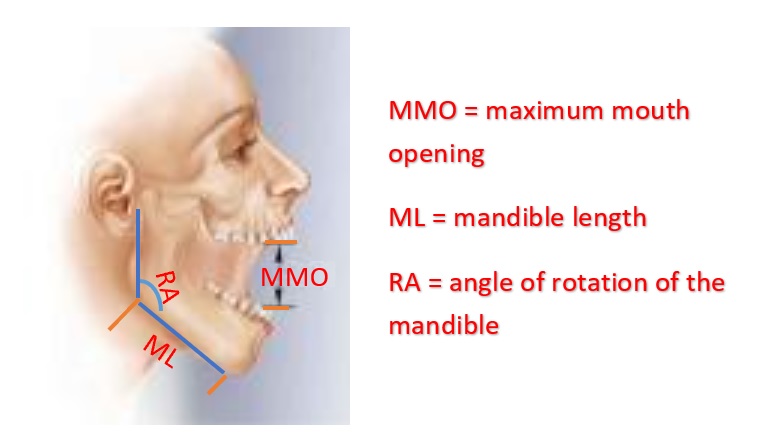 MMO = maximum mouth
opening
ML = mandible length
RA = angle of rotation of the
mandible
MMO
RA
ML